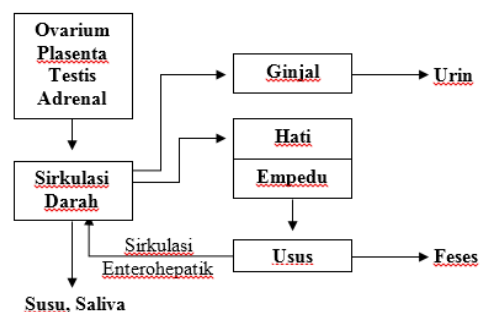 Ovarium
Plasenta
Testis
Adrenal
Ginjal
Urin
Hati
Empedu
Sirkulasi
Darah
Sirkulasi
Enterohepatik
Usus
Feses
Susu, Saliva